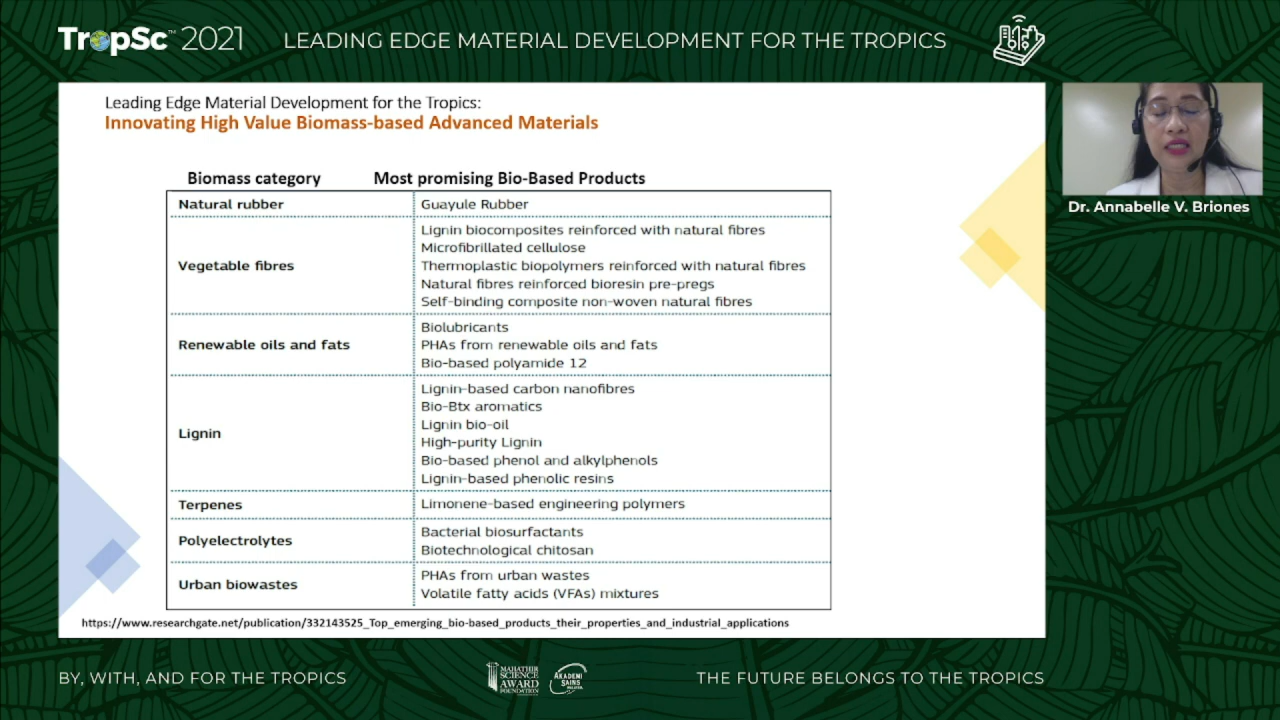 TropSc™ 2021
LEADING EDGE MATERIAL DEVELOPMENT FOR THE TROPICS
Leading Edge Material Development for the Tropics:
Innovating High Value Biomass-based Advanced Materials
Biomass category
Most promising Bio-Based Products
Natural rubber
Guayule Rubber
Vegetable fibres
Lignin biocomposites reinforced with natural fibres
Microfibrillated cellulose
Thermoplastic biopolymers reinforced with natural fibres
Natural fibres reinforced bioresin pre-pregs
Self-binding composite non-woven natural fibres
Renewable oils and fats
Biolubricants
PHAs from renewable oils and fats
Bio-based polyamide 12
Lignin
Lignin-based carbon nanofibres
Bio-Btx aromatics
Lignin bio-oil
High-purity Lignin
Bio-based phenol and alkylphenols
Lignin-based phenolic resins
Terpenes
Limonene-based engineering polymers
Polyelectrolytes
Bacterial biosurfactants
Biotechnological chitosan
Urban biowastes
PHAs from urban wastes
Volatile fatty acids (VFAs) mixtures
https://www.researchgate.net/publication/332143525_Top_emerging_bio-based_products_their_properties_and_industrial_applications
Dr. Annabelle V. Briones
BY, WITH, AND FOR THE TROPICS
MAHATHIR
SCIENCE
AWARD
FOUNDATION
AKADEMI
SAINS
MALAYSIA
THE FUTURE BELONGS TO THE TROPICS